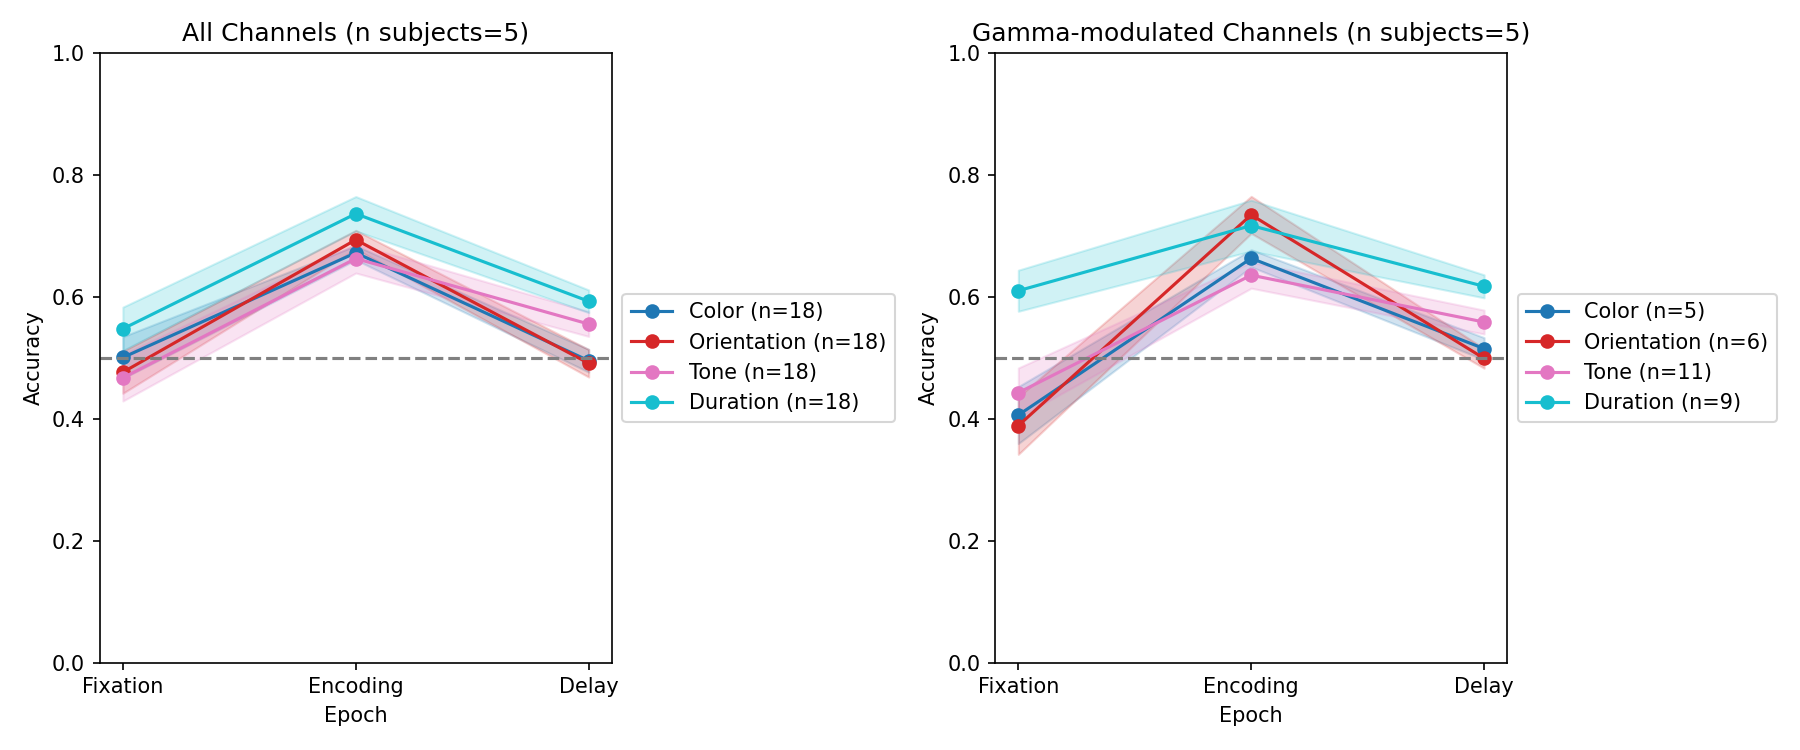 All Channels (n subjects=5)
1.0
0.8
0.6
0.4
0.2
0.0
Accuracy
Fixation
Encoding
Delay
Epoch
Color (n=18)
Orientation (n=18)
Tone (n=18)
Duration (n=18)
Gamma-modulated Channels (n subjects=5)
1.0
0.8
0.6
0.4
0.2
0.0
Accuracy
Fixation
Encoding
Delay
Epoch
Color (n=5)
Orientation (n=6)
Tone (n=11)
Duration (n=9)